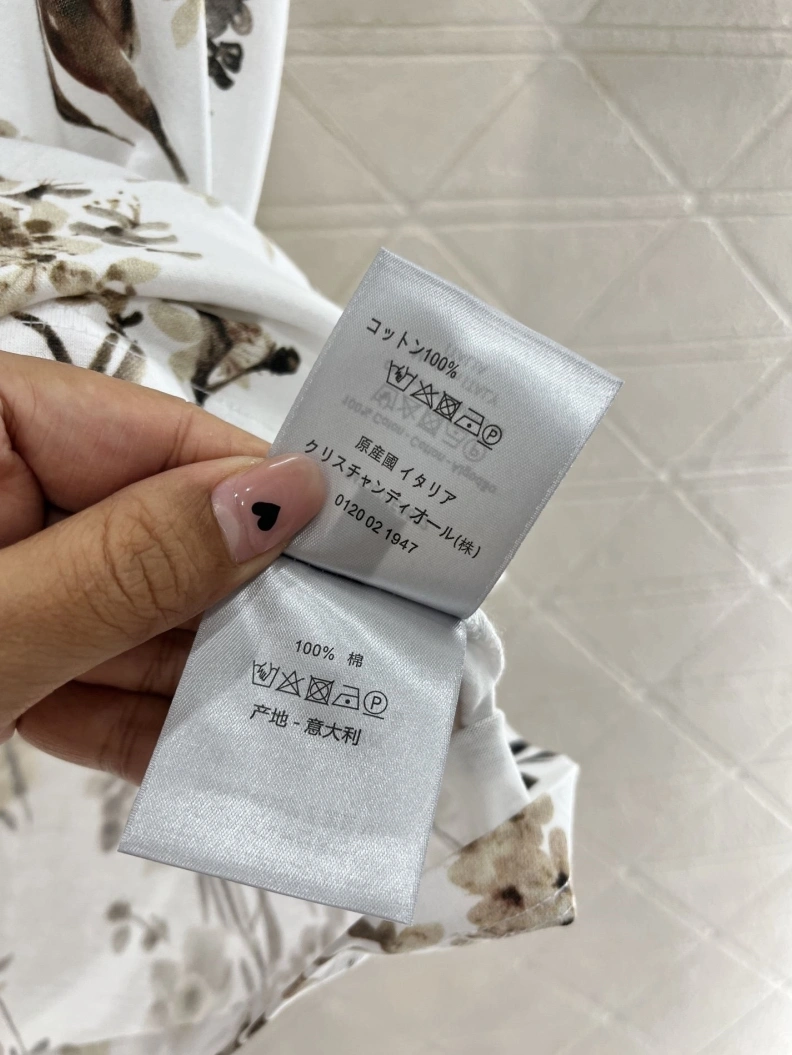 コットン100%
原産國 イタリア
クリスチャンディオール(株)
0120 02 1947
100% 棉
产地 - 意大利